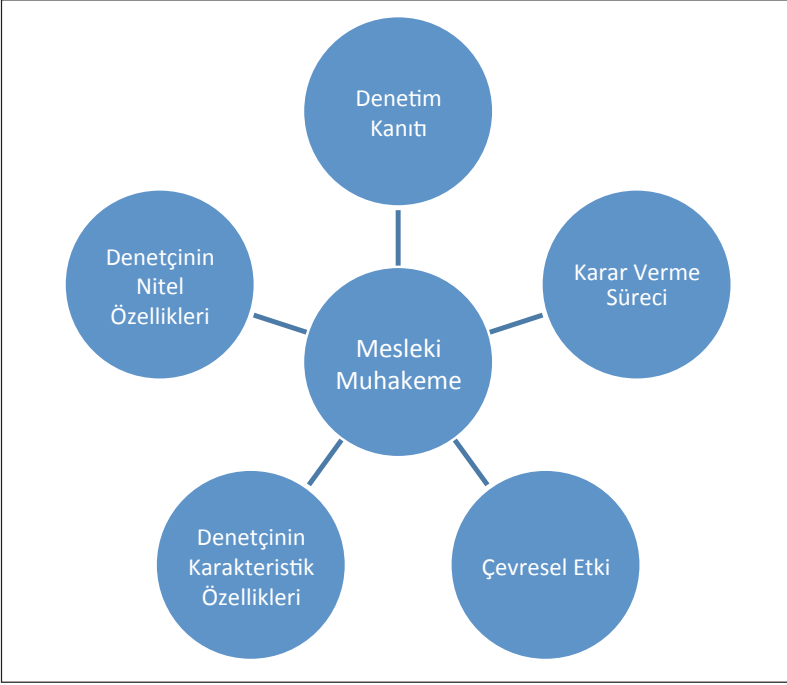 Denetim
Kanıtı
Karar Verme
Süreci
Çevresel Etki
Denetçinin
Karakteristik
Özellikleri
Denetçinin
Nitel
Özellikleri
Mesleki
Muhakeme